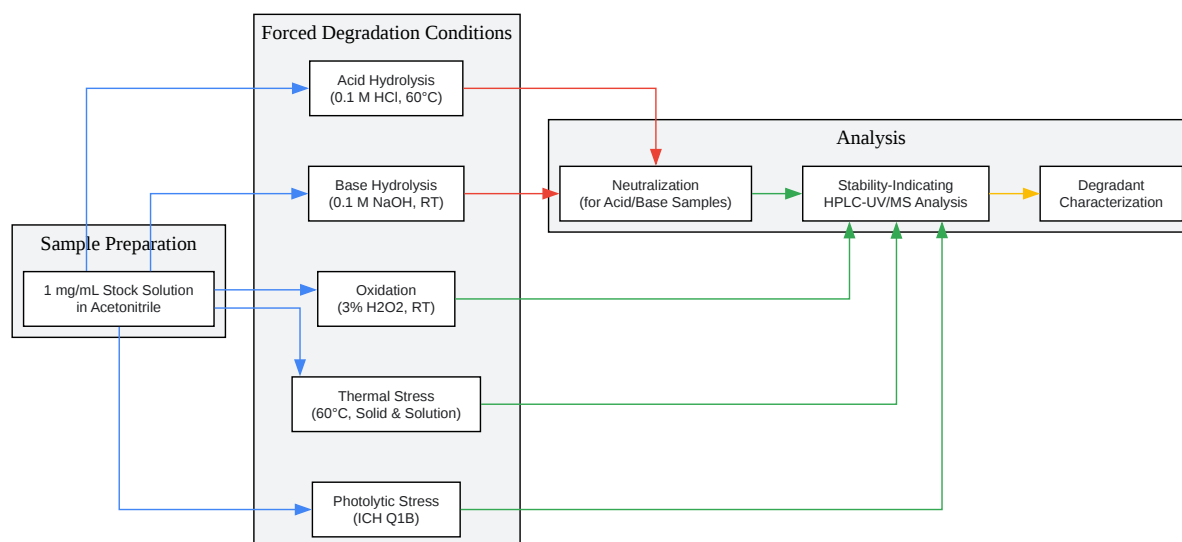 Sample Preparation
1 mg/mL Stock Solution
in Acetonitrile
Forced Degradation Conditions
Acid Hydrolysis
(0.1 M HCl, 60°C)
Base Hydrolysis
(0.1 M NaOH, RT)
Oxidation
(3% H2O2, RT)
Thermal Stress
(60°C, Solid & Solution)
Photolytic Stress
(ICH Q1B)
Analysis
Neutralization
(for Acid/Base Samples)
Stability-Indicating
HPLC-UV/MS Analysis
Degradant
Characterization